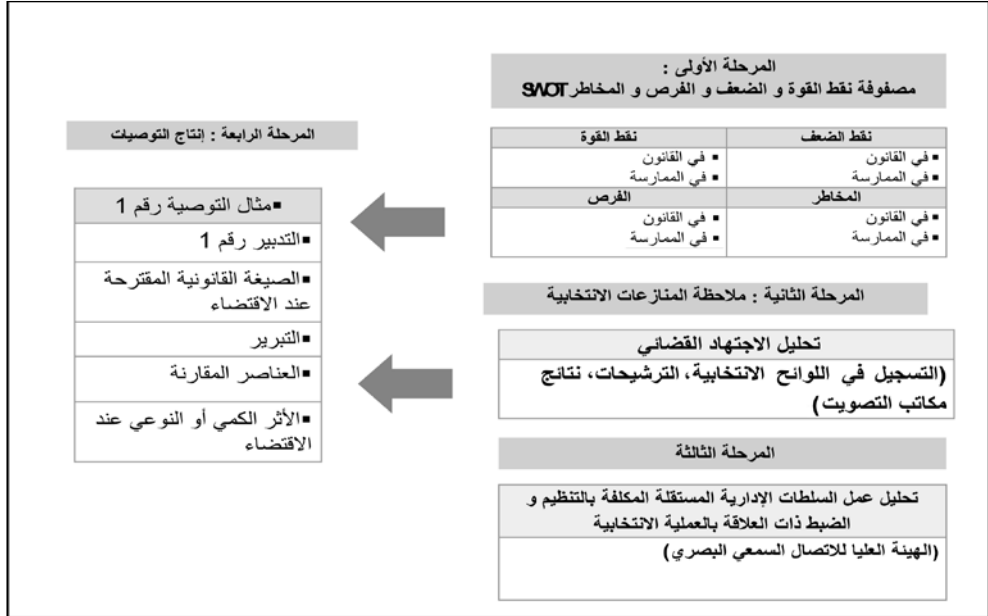 المرحلة الأولى :
مصفوفة نقط القوة و الضعف و الفرص و المخاطر SWOT
نقط الضعف
نقط القوة
▪ في القانون
▪ في الممارسة
▪ في القانون
▪ في الممارسة
المخاطر
الفرص
▪ في القانون
▪ في الممارسة
▪ في القانون
▪ في الممارسة
المرحلة الثانية : ملاحظة المنازعات الانتخابية
تحليل الاجتهاد القضائي
(التسجيل في اللوائح الانتخابية، الترشيحات، نتائج
مكاتب التصويت)
المرحلة الثالثة
تحليل عمل السلطات الإدارية المستقلة المكلفة بالتنظيم و
الضبط ذات العلاقة بالعملية الانتخابية
(الهيئة العليا للاتصال السمعي البصري)
المرحلة الرابعة : إنتاج التوصيات
▪مثال التوصية رقم 1
▪التدبير رقم 1
▪الصيغة القانونية المقترحة
عند الاقتضاء
▪التبرير
▪العناصر المقارنة
▪الأثر الكمي أو النوعي عند
الاقتضاء